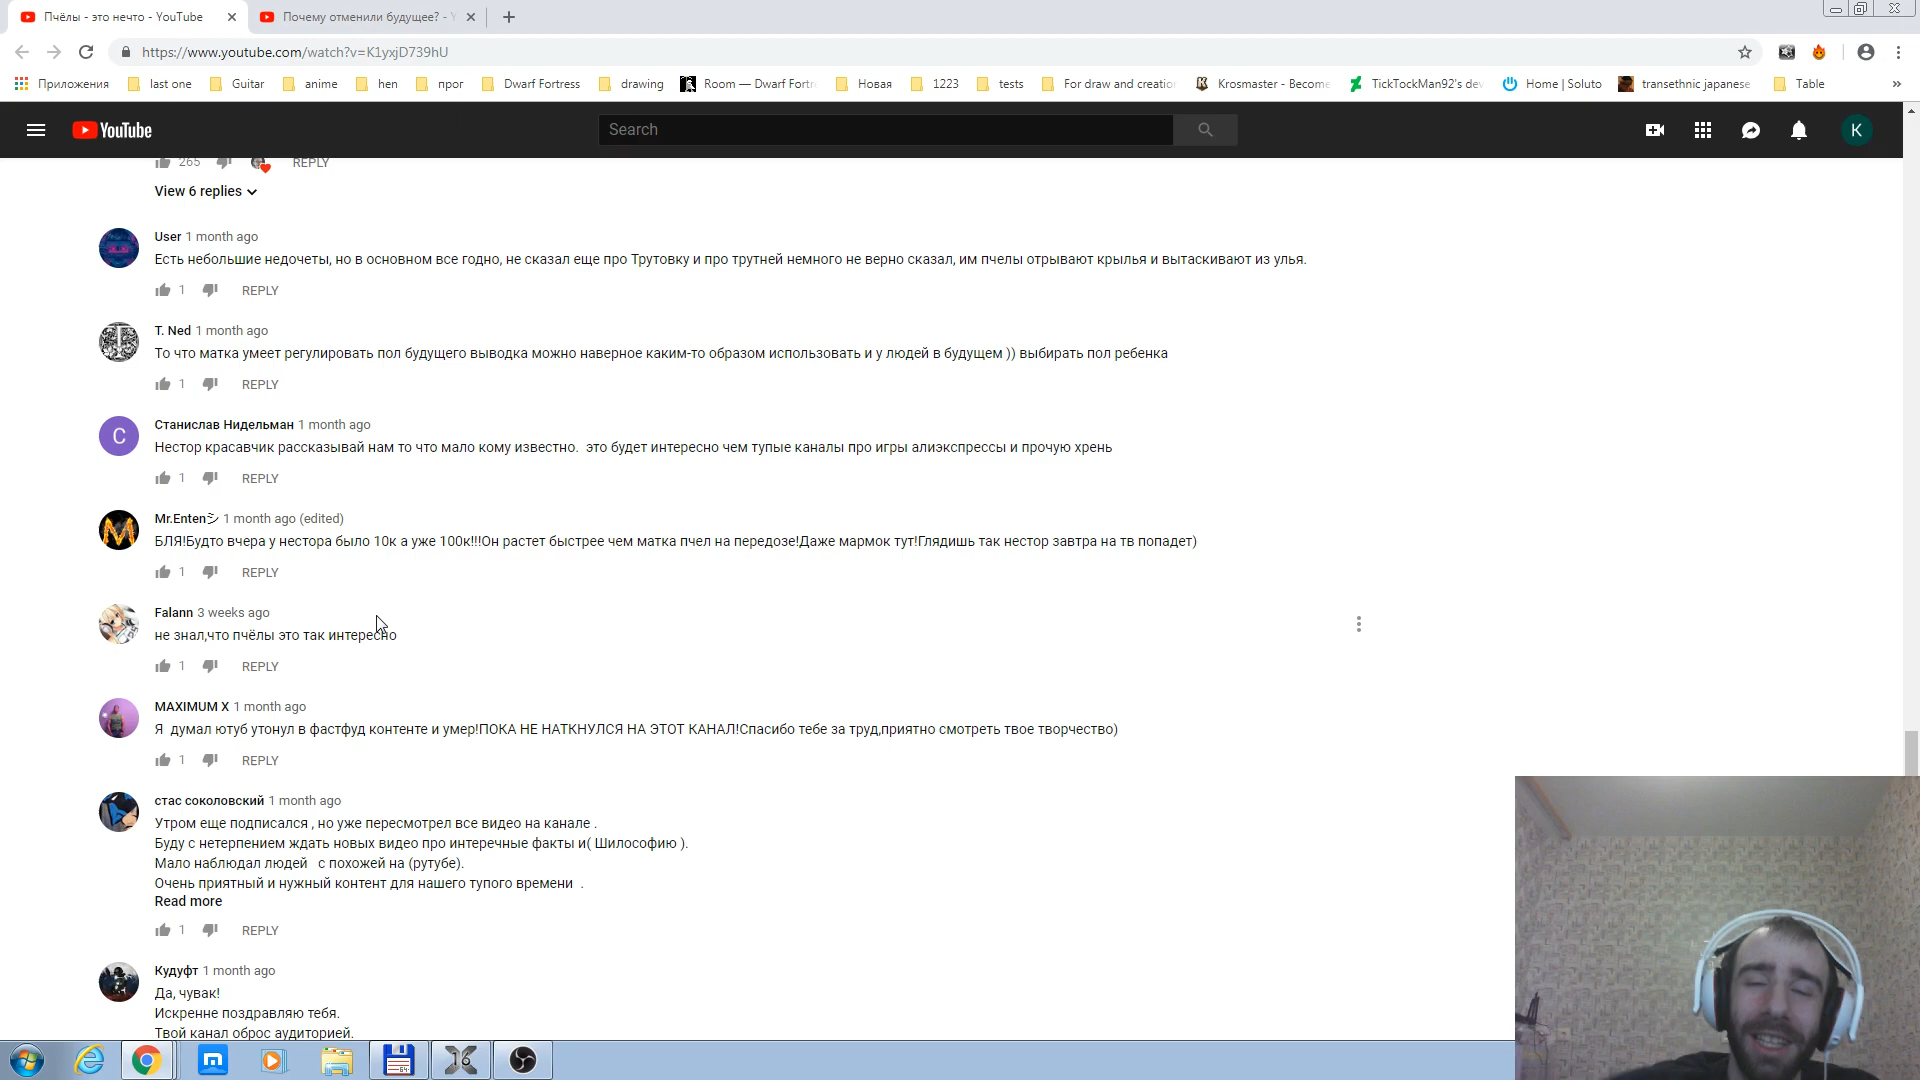 Пчёлы - это нечто - YouTube
Почему отменили будущее? - Y
https://www.youtube.com/watch?v=K1yxjD739hU
Приложения
last one
Guitar
anime
hen
прог
Dwarf Fortress
drawing
Room — Dwarf Fortr
Новая
1223
tests
For draw and creation
Krosmaster - Become
TickTockMan92's dev
Home | Soluto
transethnic japanese
Table
»
YouTube
Search
K
265
REPLY
View 6 replies
User 1 month ago
Есть небольшие недочеты, но в основном все годно, не сказал еще про Трутовку и про трутней немного не верно сказал, им пчелы отрывают крылья и вытаскивают из улья.
1 REPLY
T. Ned 1 month ago
То что матка умеет регулировать пол будущего выводка можно наверное каким-то образом использовать и у людей в будущем )) выбирать пол ребенка
1 REPLY
С
Станислав Нидельман 1 month ago
Нестор красавчик рассказывай нам то что мало кому известно. это будет интересно чем тупые каналы про игры алиэкспрессы и прочую хрень
1 REPLY
M
Mr.Entenシ 1 month ago (edited)
БЛЯ!Будто вчера у нестора было 10к а уже 100к!!!Он растет быстрее чем матка пчел на передозе!Даже мармок тут!Глядишь так нестор завтра на тв попадет)
1 REPLY
Falann 3 weeks ago
не знал,что пчёлы это так интересно
1 REPLY
MAXIMUM X 1 month ago
Я думал ютуб утонул в фастфуд контенте и умер!ПОКА НЕ НАТКНУЛСЯ НА ЭТОТ КАНАЛ!Спасибо тебе за труд,приятно смотреть твое творчество)
1 REPLY
стас соколовский 1 month ago
Утром еще подписался , но уже пересмотрел все видео на канале .
Буду с нетерпением ждать новых видео про интеречные факты и( Шилософию ).
Мало наблюдал людей с похожей на (рутубе).
Очень приятный и нужный контент для нашего тупого времени .
Read more
1 REPLY
Кудуфт 1 month ago
Да, чувак!
Искренне поздравляю тебя.
Твой канал оброс аудиторией.